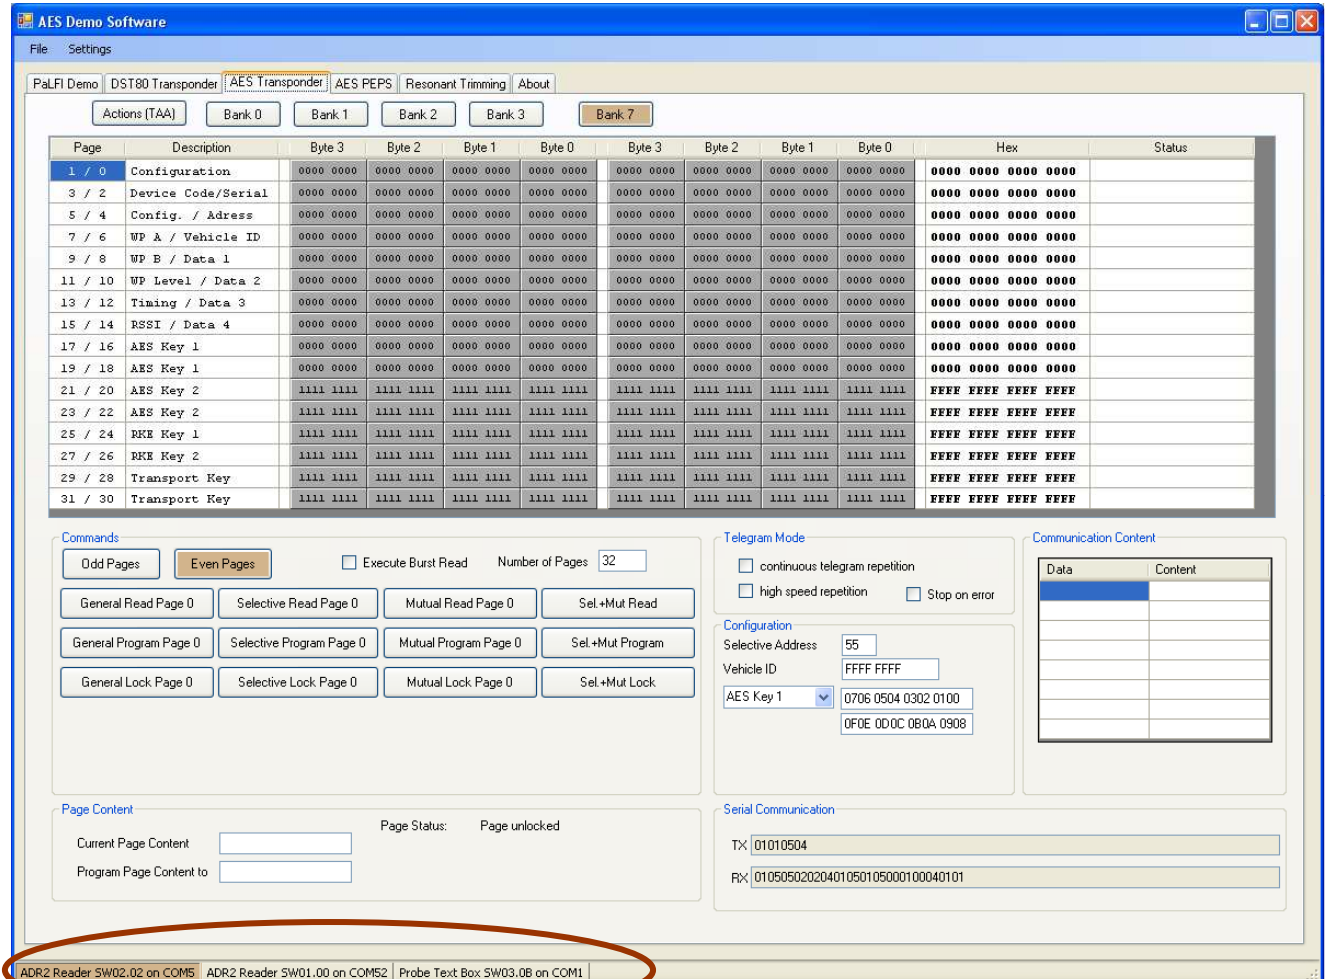 AES Demo Software
File Settings
PaLFI Demo DST80 Transponder AES Transponder AES PEPS Resonant Trimming About
Actions (TAA) Bank 0 Bank 1 Bank 2 Bank 3 Bank 7
Page Description Byte 3 Byte 2 Byte 1 Byte 0 Byte 3 Byte 2 Byte 1 Byte 0 Hex Status
1 / 0 Configuration 0000 0000 0000 0000 0000 0000 0000 0000 0000 0000 0000 0000 0000 0000 0000 0000 0000 0000 0000 0000
3 / 2 Device Code/Serial 0000 0000 0000 0000 0000 0000 0000 0000 0000 0000 0000 0000 0000 0000 0000 0000 0000 0000 0000 0000
5 / 4 Config. / Adress 0000 0000 0000 0000 0000 0000 0000 0000 0000 0000 0000 0000 0000 0000 0000 0000 0000 0000 0000 0000
7 / 6 WP A / Vehicle ID 0000 0000 0000 0000 0000 0000 0000 0000 0000 0000 0000 0000 0000 0000 0000 0000 0000 0000 0000 0000
9 / 8 WP B / Data 1 0000 0000 0000 0000 0000 0000 0000 0000 0000 0000 0000 0000 0000 0000 0000 0000 0000 0000 0000 0000
11 / 10 WP Level / Data 2 0000 0000 0000 0000 0000 0000 0000 0000 0000 0000 0000 0000 0000 0000 0000 0000 0000 0000 0000 0000
13 / 12 Timing / Data 3 0000 0000 0000 0000 0000 0000 0000 0000 0000 0000 0000 0000 0000 0000 0000 0000 0000 0000 0000 0000
15 / 14 RSSI / Data 4 0000 0000 0000 0000 0000 0000 0000 0000 0000 0000 0000 0000 0000 0000 0000 0000 0000 0000 0000 0000
17 / 16 AES Key 1 0000 0000 0000 0000 0000 0000 0000 0000 0000 0000 0000 0000 0000 0000 0000 0000 0000 0000 0000 0000
19 / 18 AES Key 1 0000 0000 0000 0000 0000 0000 0000 0000 0000 0000 0000 0000 0000 0000 0000 0000 0000 0000 0000 0000
21 / 20 AES Key 2 1111 1111 1111 1111 1111 1111 1111 1111 1111 1111 1111 1111 1111 1111 1111 1111 FFFF FFFF FFFF FFFF
23 / 22 AES Key 2 1111 1111 1111 1111 1111 1111 1111 1111 1111 1111 1111 1111 1111 1111 1111 1111 FFFF FFFF FFFF FFFF
25 / 24 RKE Key 1 1111 1111 1111 1111 1111 1111 1111 1111 1111 1111 1111 1111 1111 1111 1111 1111 FFFF FFFF FFFF FFFF
27 / 26 RKE Key 2 1111 1111 1111 1111 1111 1111 1111 1111 1111 1111 1111 1111 1111 1111 1111 1111 FFFF FFFF FFFF FFFF
29 / 28 Transport Key 1111 1111 1111 1111 1111 1111 1111 1111 1111 1111 1111 1111 1111 1111 1111 1111 FFFF FFFF FFFF FFFF
31 / 30 Transport Key 1111 1111 1111 1111 1111 1111 1111 1111 1111 1111 1111 1111 1111 1111 1111 1111 FFFF FFFF FFFF FFFF
Commands
Odd Pages Even Pages Execute Burst Read Number of Pages 32
General Read Page 0 Selective Read Page 0 Mutual Read Page 0 Sel.+Mut Read
General Program Page 0 Selective Program Page 0 Mutual Program Page 0 Sel.+Mut Program
General Lock Page 0 Selective Lock Page 0 Mutual Lock Page 0 Sel.+Mut Lock
Telegram Mode
continuous telegram repetition
high speed repetition Stop on error
Configuration
Selective Address 55
Vehicle ID FFFF FFFF
AES Key 1 0706 0504 0302 0100
0F0E 0D0C 0B0A 0908
Communication Content
Data Content
Page Content
Page Status: Page unlocked
Current Page Content
Program Page Content to
Serial Communication
TX 01010504
RX 0105050202040105010500010004​0101
ADR2 Reader SW02.02 on COM5 ADR2 Reader SW01.00 on COM52 Probe Text Box SW03.0B on COM1